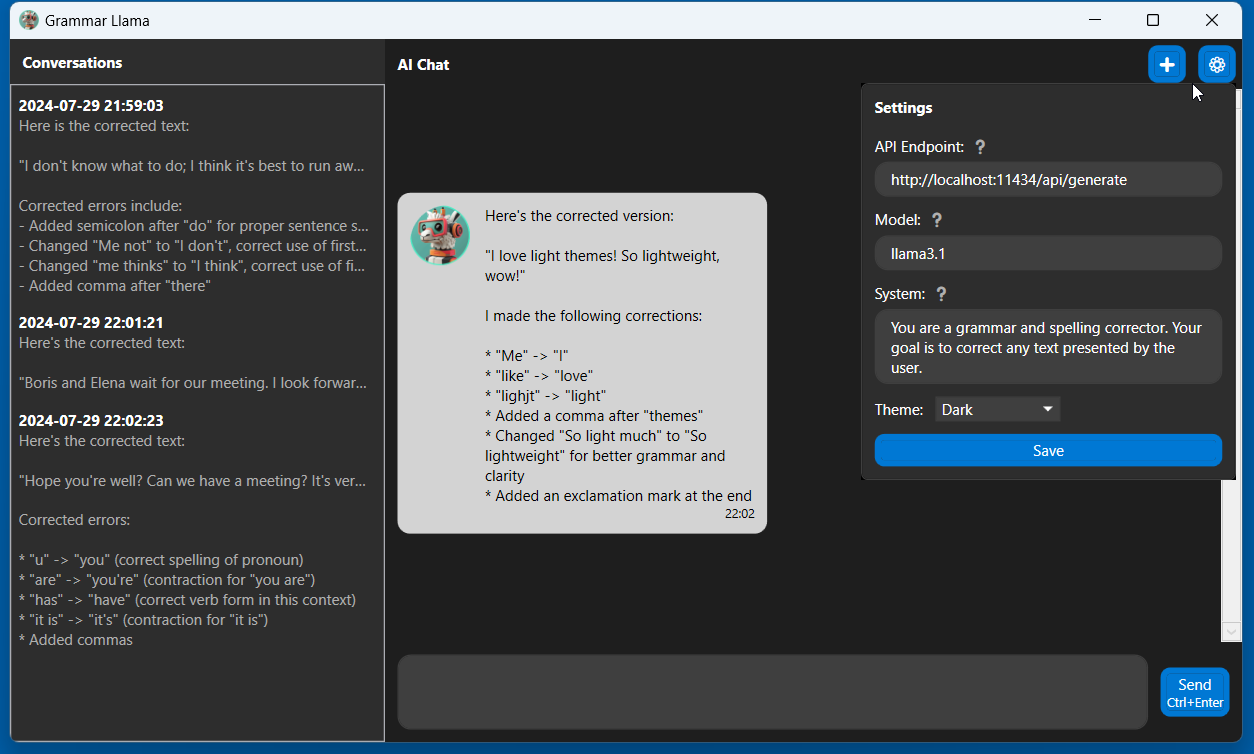 Grammar Llama
Conversations
2024-07-29 21:59:03
Here is the corrected text:
"I don't know what to do; I think it's best to run aw...
Corrected errors include:
- Added semicolon after "do" for proper sentence s...
- Changed "Me not" to "I don't", correct use of first...
- Changed "me thinks" to "I think", correct use of fi...
- Added comma after "there"
2024-07-29 22:01:21
Here's the corrected text:
"Boris and Elena wait for our meeting. I look forwar...
2024-07-29 22:02:23
Here's the corrected text:
"Hope you're well? Can we have a meeting? It's ver...
Corrected errors:
* "u" -> "you" (correct spelling of pronoun)
* "are" -> "you're" (contraction for "you are")
* "has" -> "have" (correct verb form in this context)
* "it is" -> "it's" (contraction for "it is")
* Added commas
AI Chat
Here's the corrected version:
"I love light themes! So lightweight,
wow!"
I made the following corrections:
* "Me" -> "I"
* "like" -> "love"
* "lighjt" -> "light"
* Added a comma after "themes"
* Changed "So light much" to "So
lightweight" for better grammar and
clarity
* Added an exclamation mark at the end
22:02
Settings
API Endpoint: ?
http://localhost:11434/api/generate
Model: ?
llama3.1
System: ?
You are a grammar and spelling corrector. Your
goal is to correct any text presented by the
user.
Theme: Dark
Save
Send
Ctrl+Enter